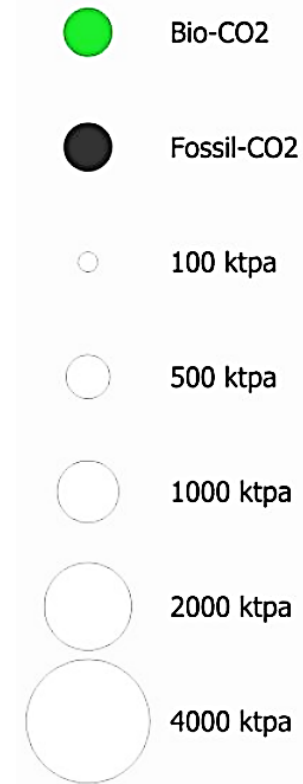 Bio-CO2
Fossil-CO2
100 ktpa
500 ktpa
1000 ktpa
2000 ktpa
4000 ktpa